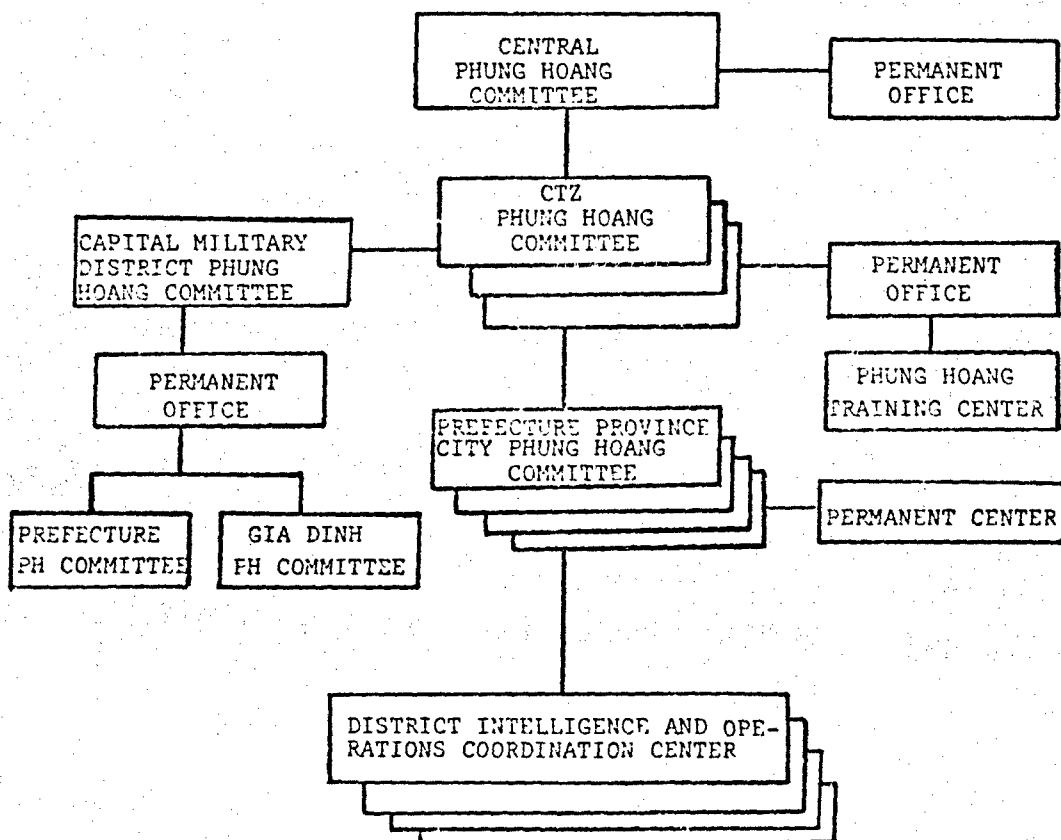 CENTRAL
PHUNG HOANG
COMMITTEE
PERMANENT
OFFICE
CTZ
PHUNG HOANG
COMMITTEE
CAPITAL MILITARY
DISTRICT PHUNG
HOANG COMMITTEE
PERMANENT
OFFICE
PERMANENT
OFFICE
PHUNG HOANG
TRAINING CENTER
PREFECTURE PROVINCE
CITY PHUNG HOANG
COMMITTEE
PERMANENT CENTER
PREFECTURE
PH COMMITTEE
GIA DINH
PH COMMITTEE
DISTRICT INTELLIGENCE AND OPE-
RATIONS COORDINATION CENTER